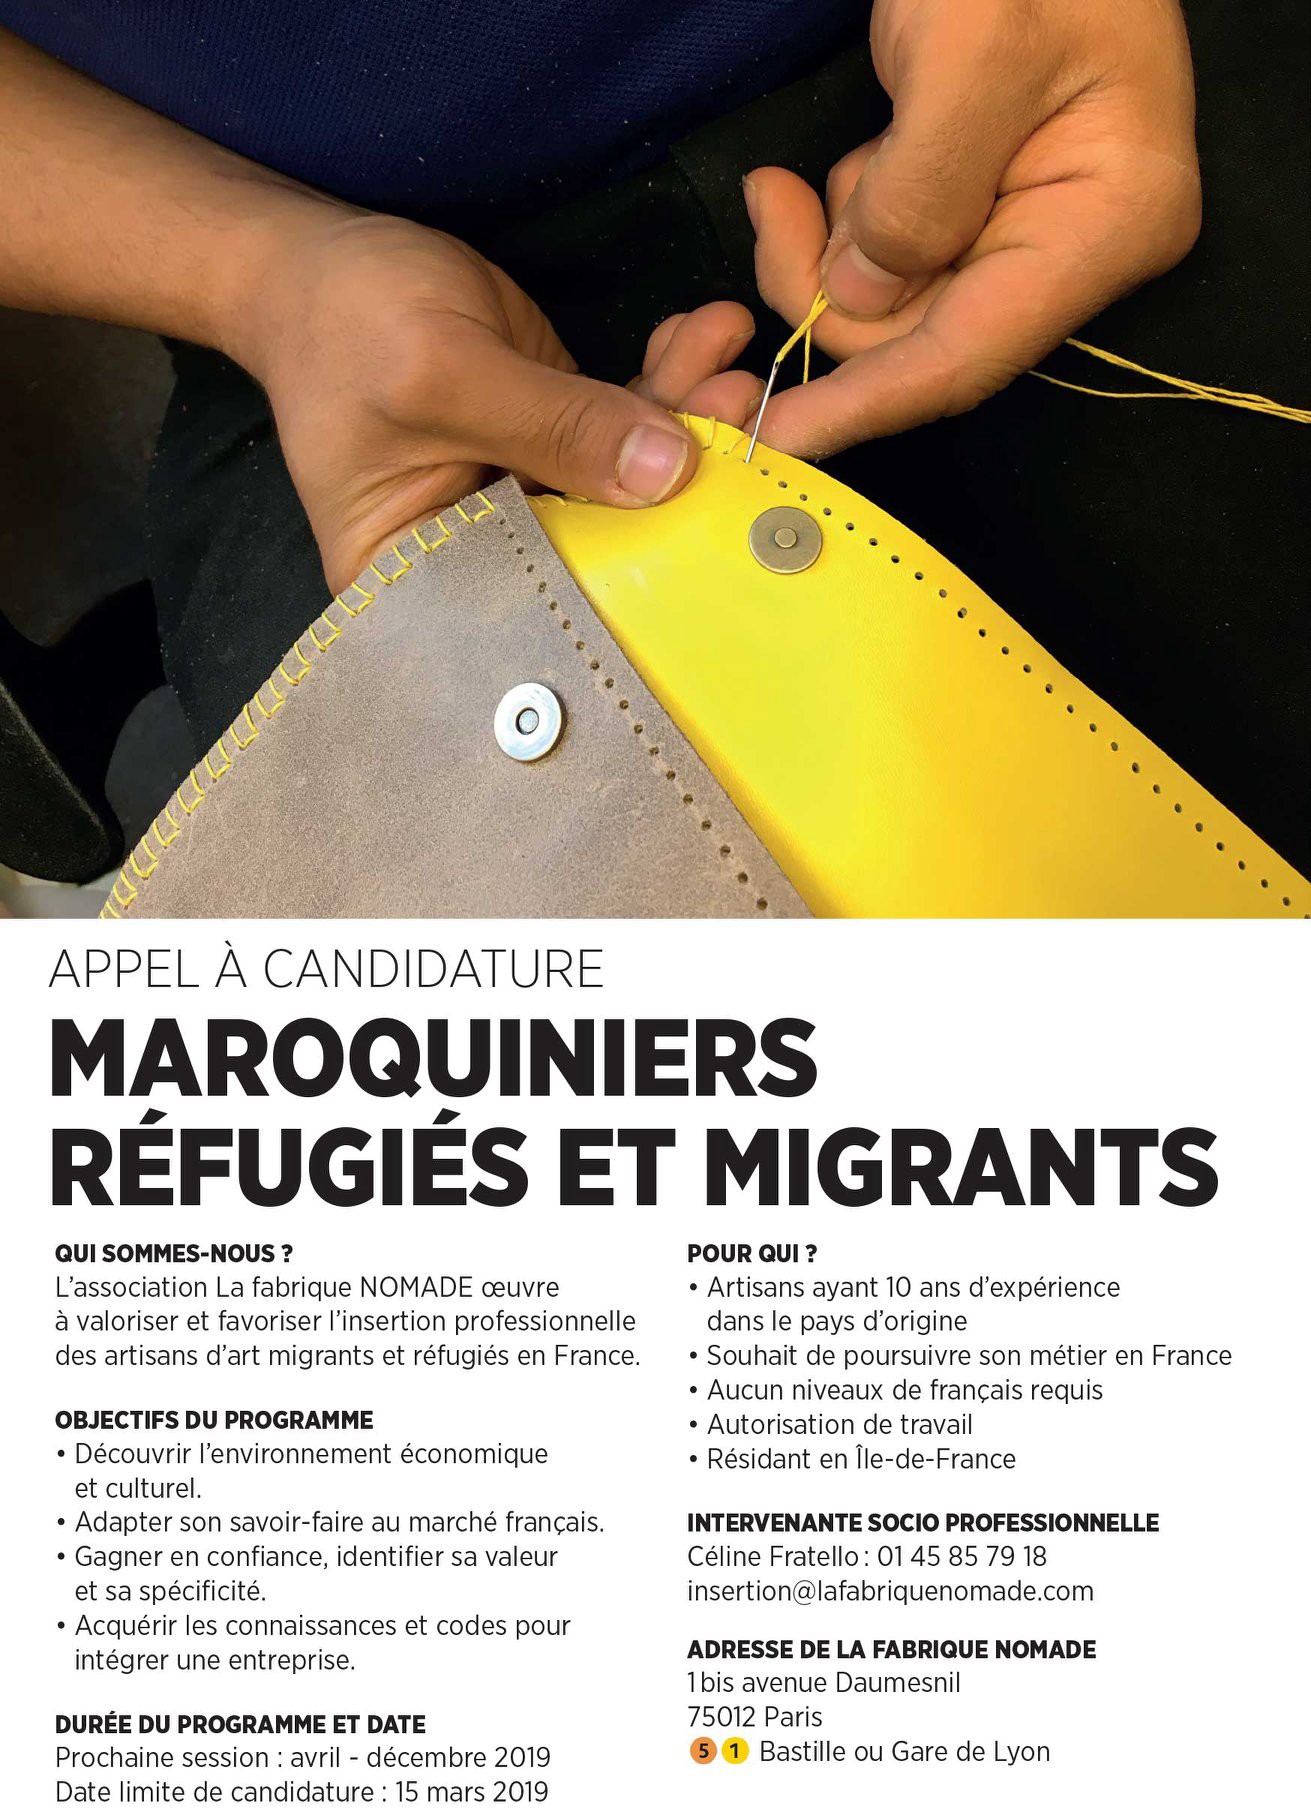 APPEL À CANDIDATURE
MAROQUINIERS
RÉFUGIÉS ET MIGRANTS
QUI SOMMES-NOUS ?
L’association La fabrique NOMADE œuvre
à valoriser et favoriser l’insertion professionnelle
des artisans d’art migrants et réfugiés en France.
OBJECTIFS DU PROGRAMME
• Découvrir l’environnement économique
et culturel.
• Adapter son savoir-faire au marché français.
• Gagner en confiance, identifier sa valeur
et sa spécificité.
• Acquérir les connaissances et codes pour
intégrer une entreprise.
DURÉE DU PROGRAMME ET DATE
Prochaine session : avril - décembre 2019
Date limite de candidature : 15 mars 2019
POUR QUI ?
• Artisans ayant 10 ans d’expérience
dans le pays d’origine
• Souhait de poursuivre son métier en France
• Aucun niveaux de français requis
• Autorisation de travail
• Résidant en Île-de-France
INTERVENANTE SOCIO PROFESSIONNELLE
Céline Fratello : 01 45 85 79 18
insertion@lafabriquenomade.com
ADRESSE DE LA FABRIQUE NOMADE
1 bis avenue Daumesnil
75012 Paris
5 1 Bastille ou Gare de Lyon